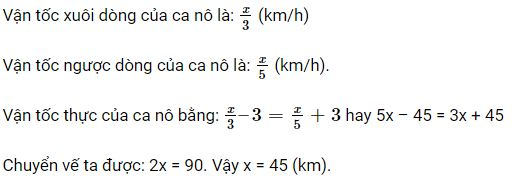 Vận tốc xuôi dòng của ca nô là: x/3 (km/h)
Vận tốc ngược dòng của ca nô là: x/5 (km/h).
Vận tốc thực của ca nô bằng: x/3 − 3 = x/5 + 3 hay 5x − 45 = 3x + 45
Chuyển vế ta được: 2x = 90. Vậy x = 45 (km).